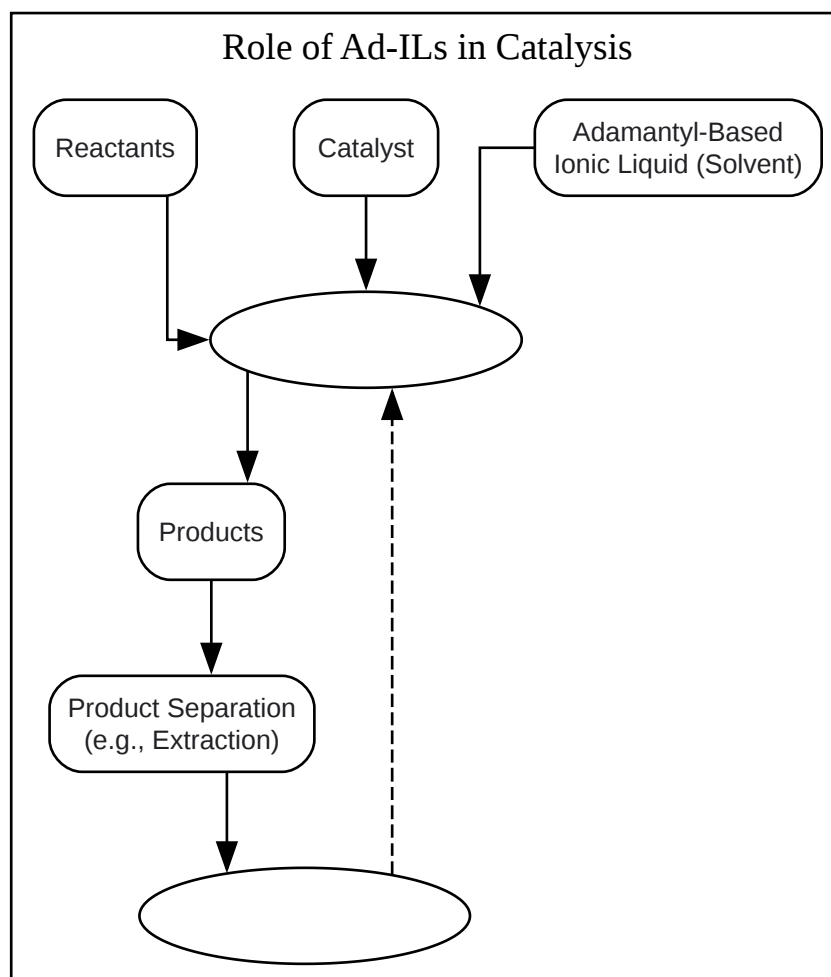 Role of Ad-ILs in Catalysis
Reactants
Catalyst
Adamantyl-Based
Ionic Liquid (Solvent)
Products
Product Separation
(e.g., Extraction)